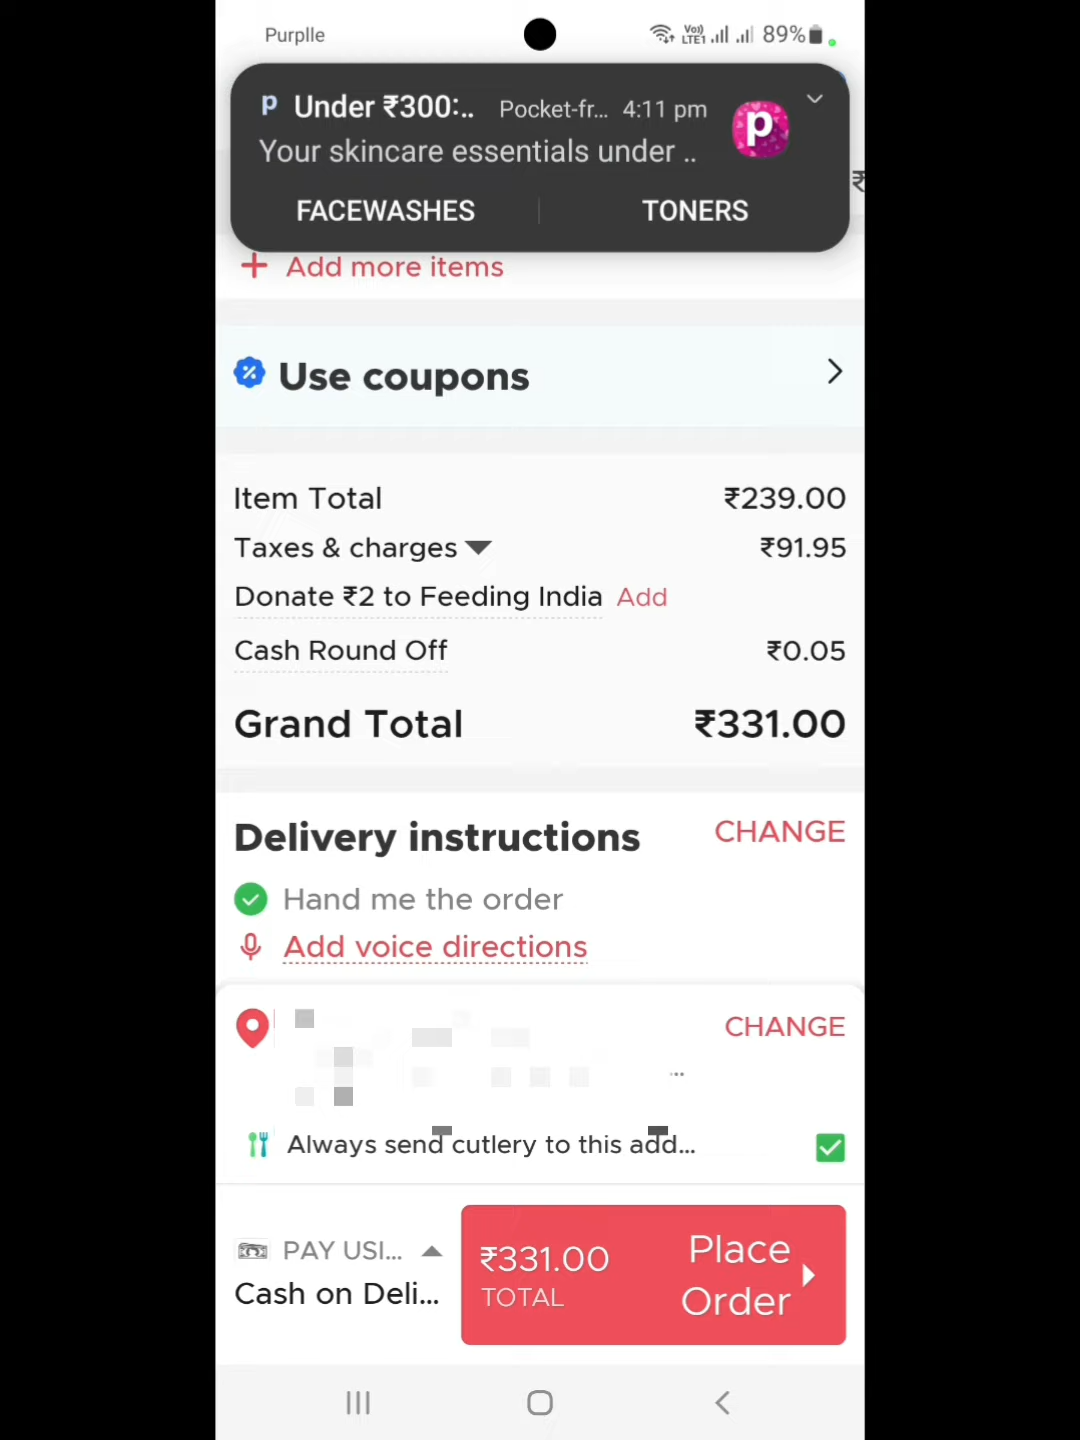 Purplle
Vo)) LTE1 89%
p Under ₹300:.. Pocket-fr... 4:11 pm
p
Your skincare essentials under ..
FACEWASHES TONERS
₹
+ Add more items
Use coupons
Item Total ₹239.00
Taxes & charges ₹91.95
Donate ₹2 to Feeding India Add
Cash Round Off ₹0.05
Grand Total ₹331.00
Delivery instructions CHANGE
Hand me the order
Add voice directions
CHANGE
...
Always send cutlery to this add...
PAY USI...
Cash on Deli...
₹331.00
TOTAL
Place
Order